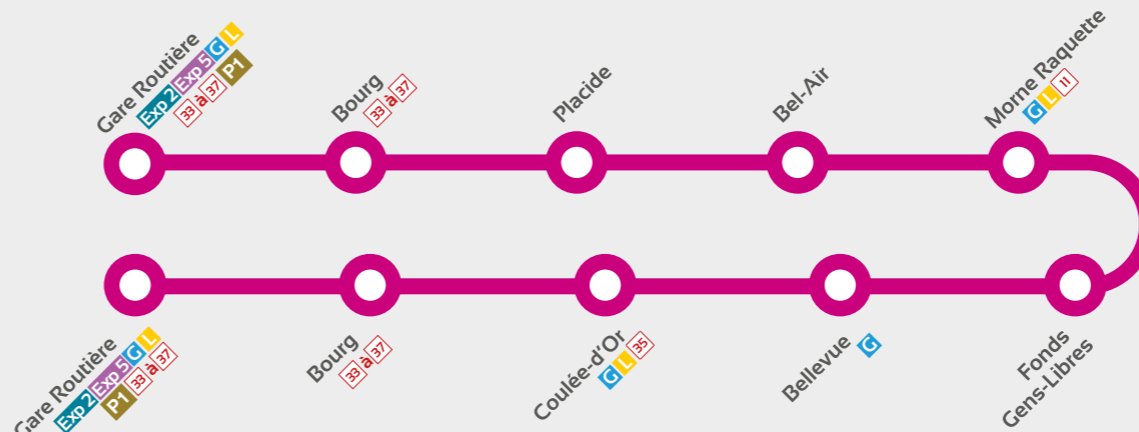 Gare Routière
Exp 2 Exp 5 G L
33 à 37 P1
Bourg
33 à 37
Placide
Bel-Air
Morne Raquette
G L 11
Gare Routière
Exp 2 Exp 5 G L
P1 33 à 37
Bourg
33 à 37
Coulée-d'Or
G L 35
Bellevue G
Fonds
Gens-Libres